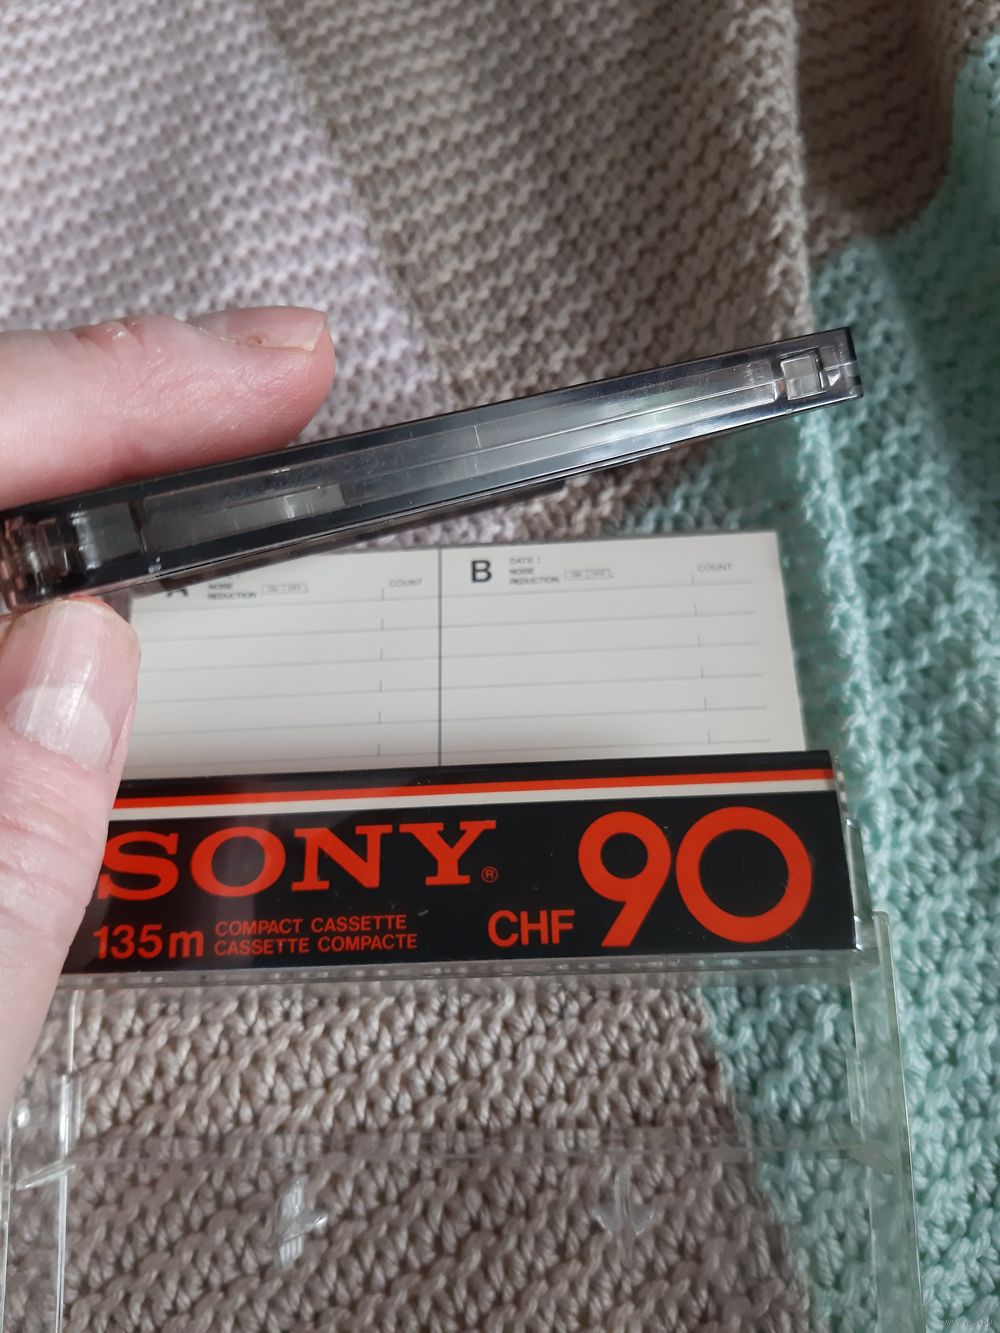 A
NOISE
REDUCTION ON OFF
COUNT
B DATE :
NOISE
REDUCTION ON OFF
COUNT
SONY® 90
135m COMPACT CASSETTE
CASSETTE COMPACTE
CHF